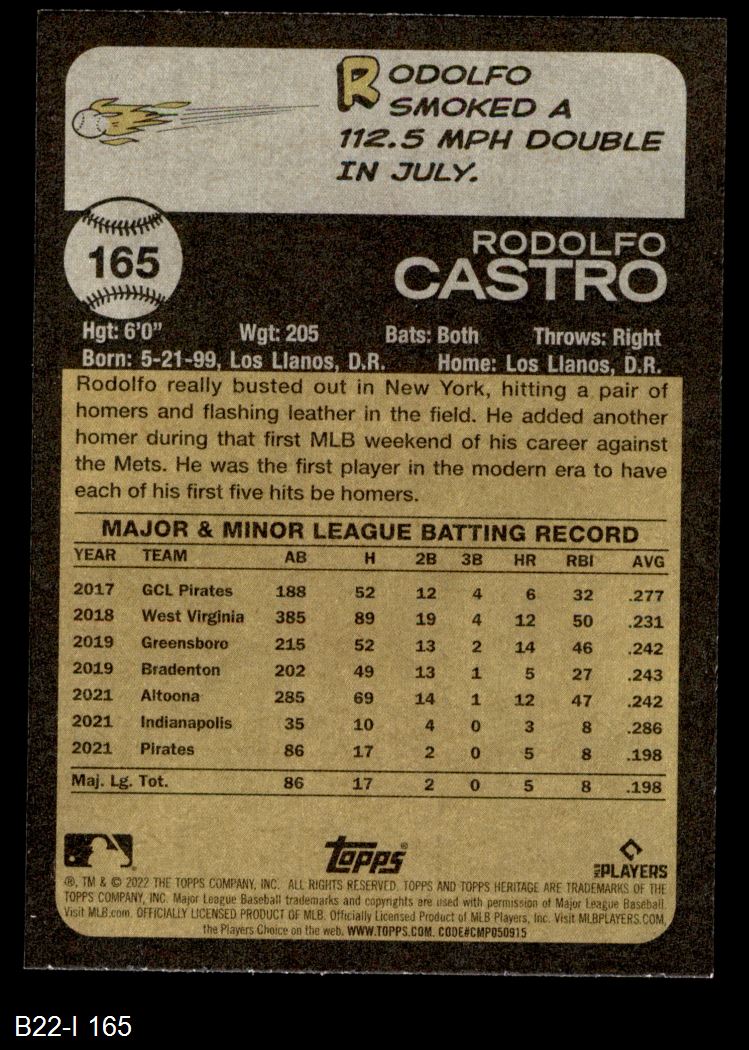 RODOLFO
SMOKED A
112.5 MPH DOUBLE
IN JULY.
165
RODOLFO
CASTRO
Hgt: 6'0" Wgt: 205 Bats: Both Throws: Right
Born: 5-21-99, Los Llanos, D.R. Home: Los Llanos, D.R.
Rodolfo really busted out in New York, hitting a pair of
homers and flashing leather in the field. He added another
homer during that first MLB weekend of his career against
the Mets. He was the first player in the modern era to have
each of his first five hits be homers.
MAJOR & MINOR LEAGUE BATTING RECORD
YEAR TEAM AB H 2B 3B HR RBI AVG
2017 GCL Pirates 188 52 12 4 6 32 .277
2018 West Virginia 385 89 19 4 12 50 .231
2019 Greensboro 215 52 13 2 14 46 .242
2019 Bradenton 202 49 13 1 5 27 .243
2021 Altoona 285 69 14 1 12 47 .242
2021 Indianapolis 35 10 4 0 3 8 .286
2021 Pirates 86 17 2 0 5 8 .198
Maj. Lg. Tot. 86 17 2 0 5 8 .198
topps®
MLB PLAYERS
®, TM & © 2022 THE TOPPS COMPANY, INC. ALL RIGHTS RESERVED. TOPPS AND TOPPS HERITAGE ARE TRADEMARKS OF THE
TOPPS COMPANY, INC. Major League Baseball trademarks and copyrights are used with permission of Major League Baseball.
Visit MLB.com. OFFICIALLY LICENSED PRODUCT OF MLB. Officially Licensed Product of MLB Players, Inc. Visit MLBPLAYERS.COM,
the Players Choice on the web. WWW.TOPPS.COM. CODE#CMP050915
B22-I 165